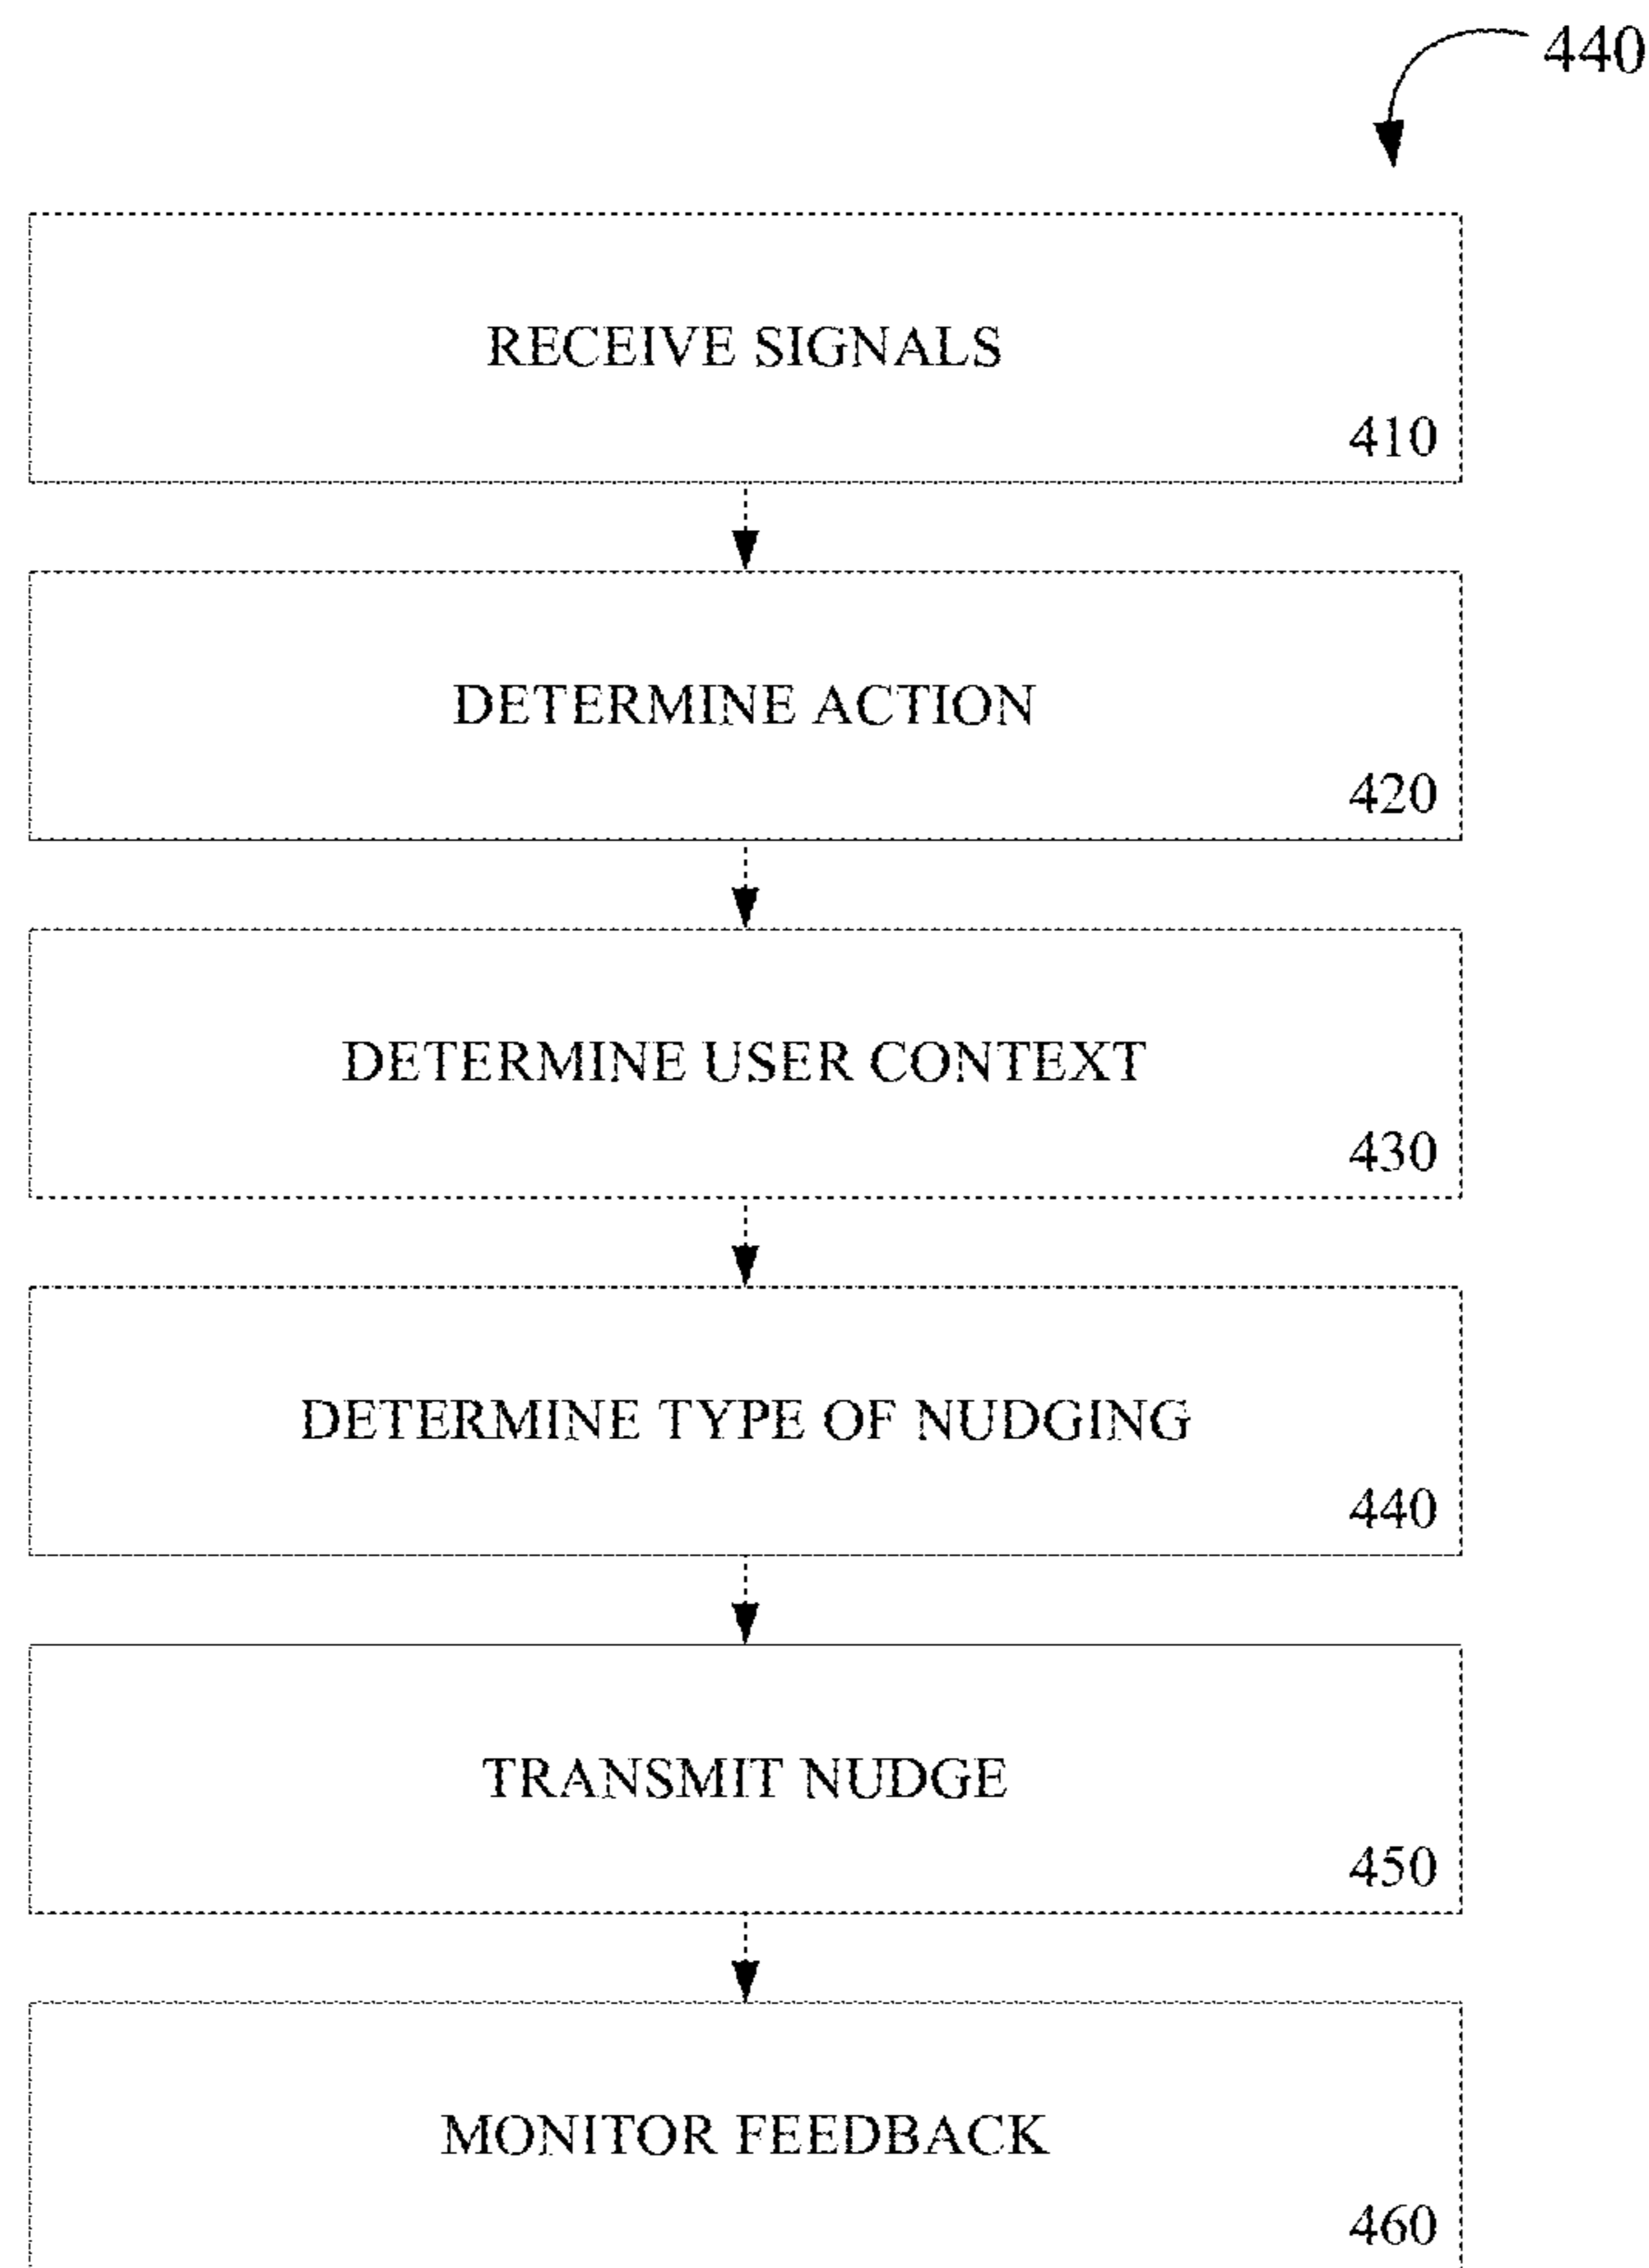 440
RECEIVE SIGNALS
410
DETERMINE ACTION
420
DETERMINE USER CONTEXT
430
DETERMINE TYPE OF NUDGING
440
TRANSMIT NUDGE
450
MONITOR FEEDBACK
460